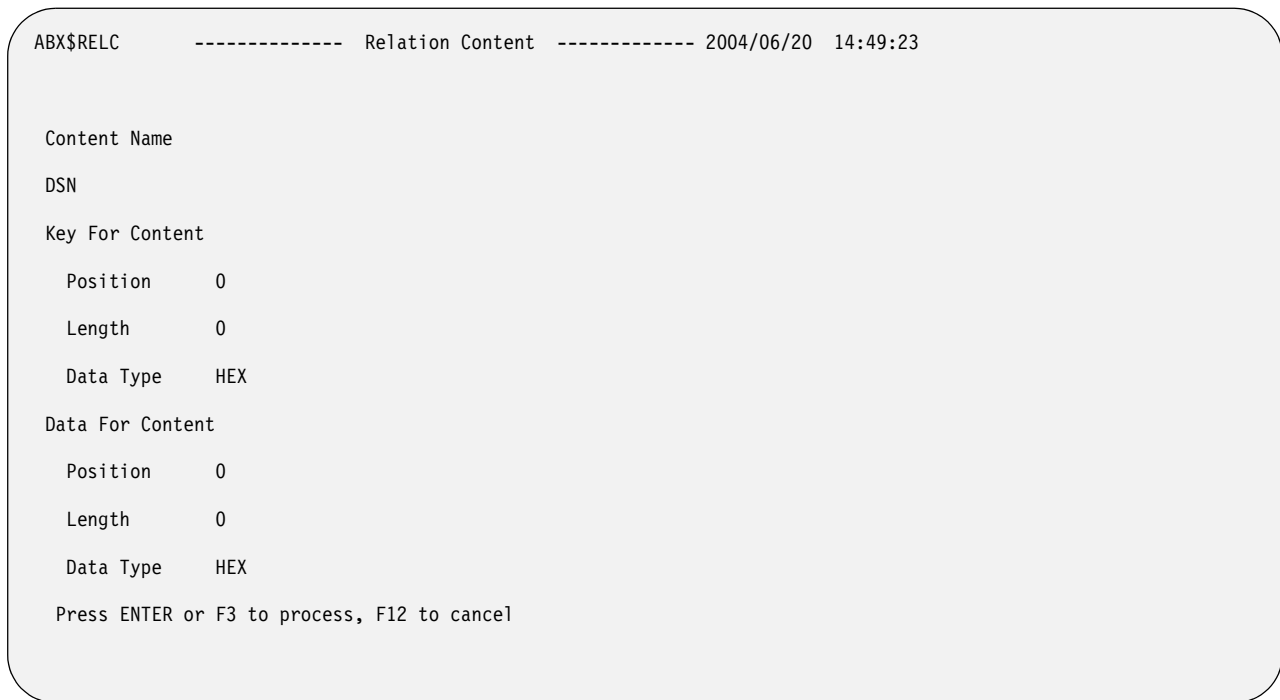 ABX$RELC -------------- Relation Content ------------- 2004/06/20 14:49:23
Content Name
DSN
Key For Content
Position 0
Length 0
Data Type HEX
Data For Content
Position 0
Length 0
Data Type HEX
Press ENTER or F3 to process, F12 to cancel